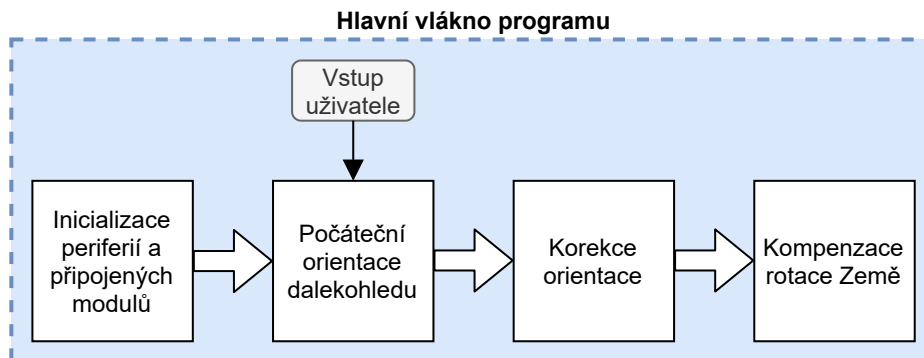 Hlavní vlákno programu
Vstup
uživatele
Inicializace
periferií a
připojených
modulů
Počáteční
orientace
dalekohledu
Korekce
orientace
Kompenzace
rotace Země